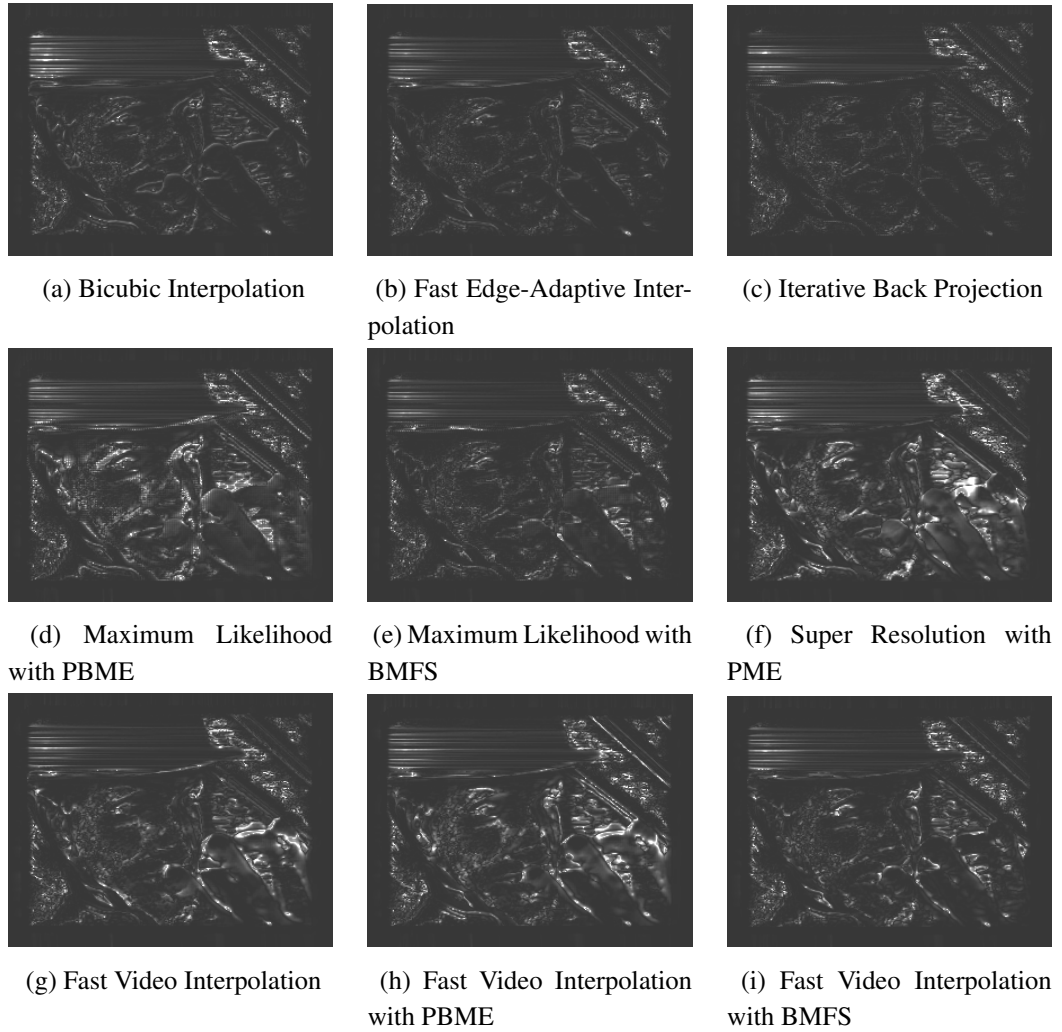 (a) Bicubic Interpolation
(b) Fast Edge-Adaptive Inter-
polation
(c) Iterative Back Projection
(d) Maximum Likelihood
with PBME
(e) Maximum Likelihood with
BMFS
(f) Super Resolution with
PME
(g) Fast Video Interpolation
(h) Fast Video Interpolation
with PBME
(i) Fast Video Interpolation
with BMFS